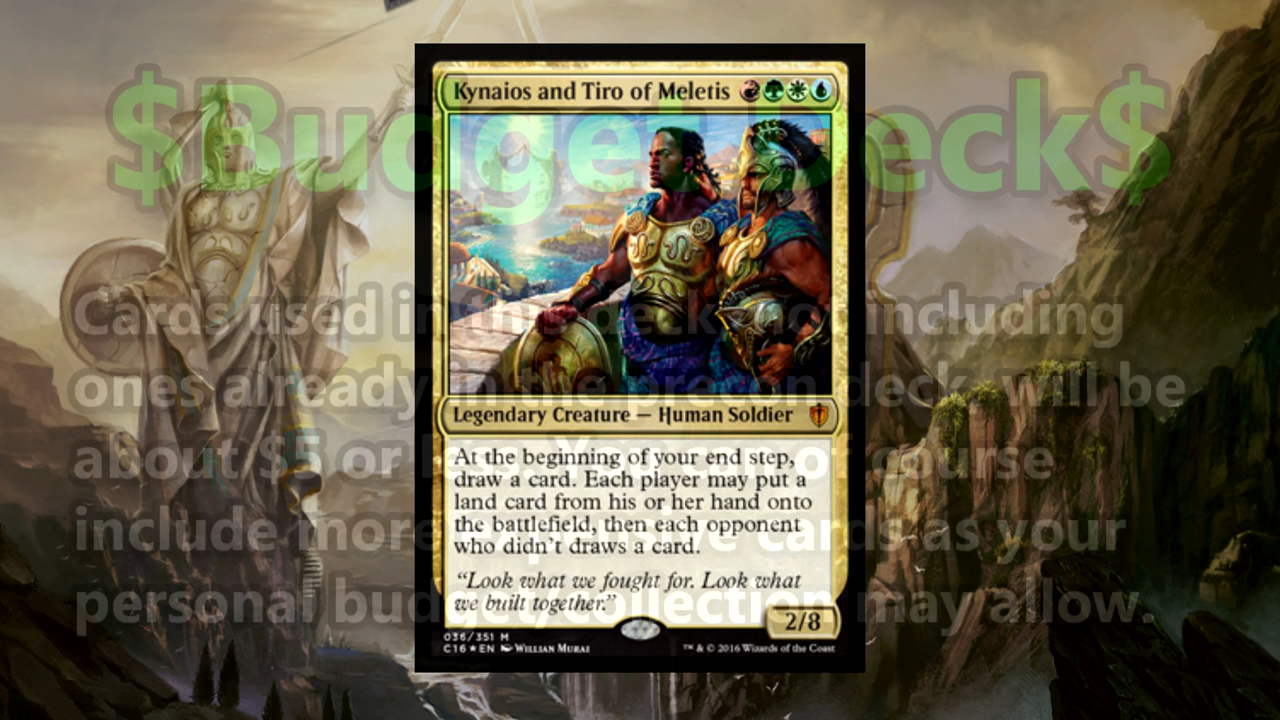 $Budget Deck$
Kynaios and Tiro of Meletis
Cards used in this deck, not including
ones already in the precon deck, will be
about $5 or less. You can of course
include more expensive cards as your
personal budget/collection may allow.
Legendary Creature — Human Soldier
At the beginning of your end step,
draw a card. Each player may put a
land card from his or her hand onto
the battlefield, then each opponent
who didn't draws a card.
"Look what we fought for. Look what
we built together."
2/8
036/351 M
C16 ★ EN Willian Murai
™ & © 2016 Wizards of the Coast